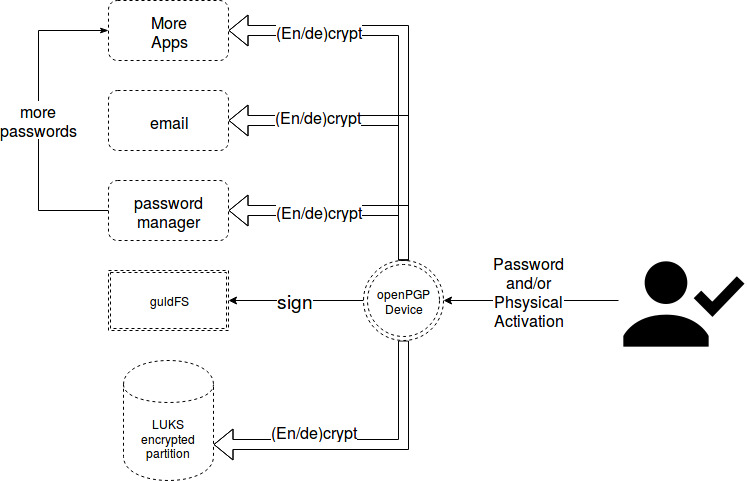 More
Apps
(En/de)crypt
more
passwords
email
(En/de)crypt
password
manager
(En/de)crypt
guldFS
sign
openPGP
Device
Password
and/or
Phsysical
Activation
LUKS
encrypted
partition
(En/de)crypt